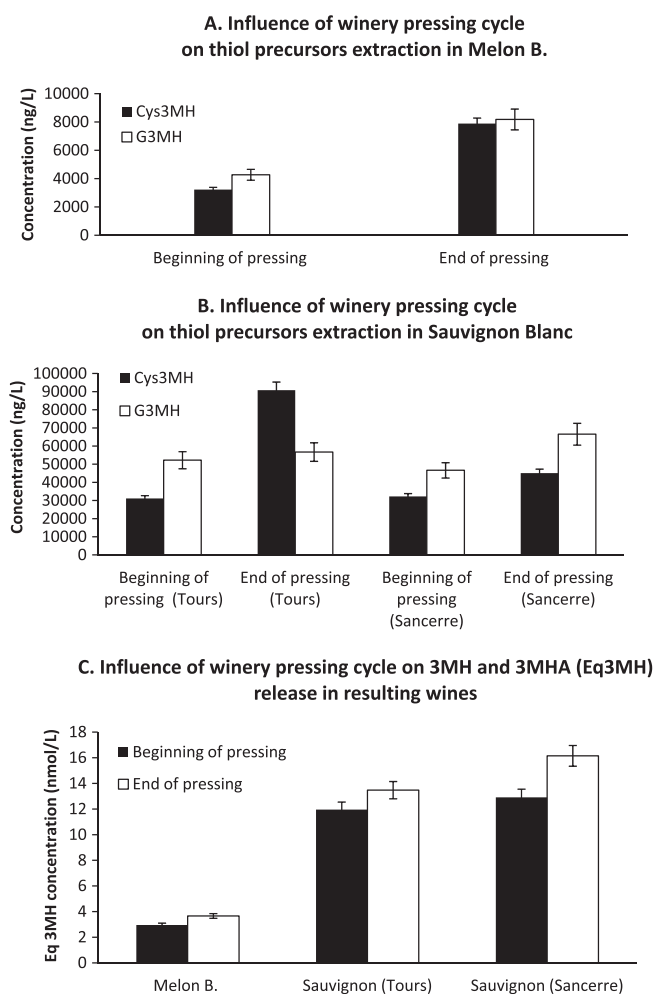 A. Influence of winery pressing cycle
on thiol precursors extraction in Melon B.
Concentration (ng/L)
10000
8000
6000
4000
2000
0
Cys3MH
G3MH
Beginning of pressing
End of pressing
B. Influence of winery pressing cycle
on thiol precursors extraction in Sauvignon Blanc
Concentration (ng/L)
100000
90000
80000
70000
60000
50000
40000
30000
20000
10000
0
Cys3MH
G3MH
Beginning of
pressing (Tours)
End of pressing
(Tours)
Beginning of
pressing
(Sancerre)
End of pressing
(Sancerre)
C. Influence of winery pressing cycle on 3MH and 3MHA (Eq3MH)
release in resulting wines
Eq 3MH concentration (nmol/L)
18
16
14
12
10
8
6
4
2
0
Beginning of pressing
End of pressing
Melon B.
Sauvignon (Tours)
Sauvignon (Sancerre)